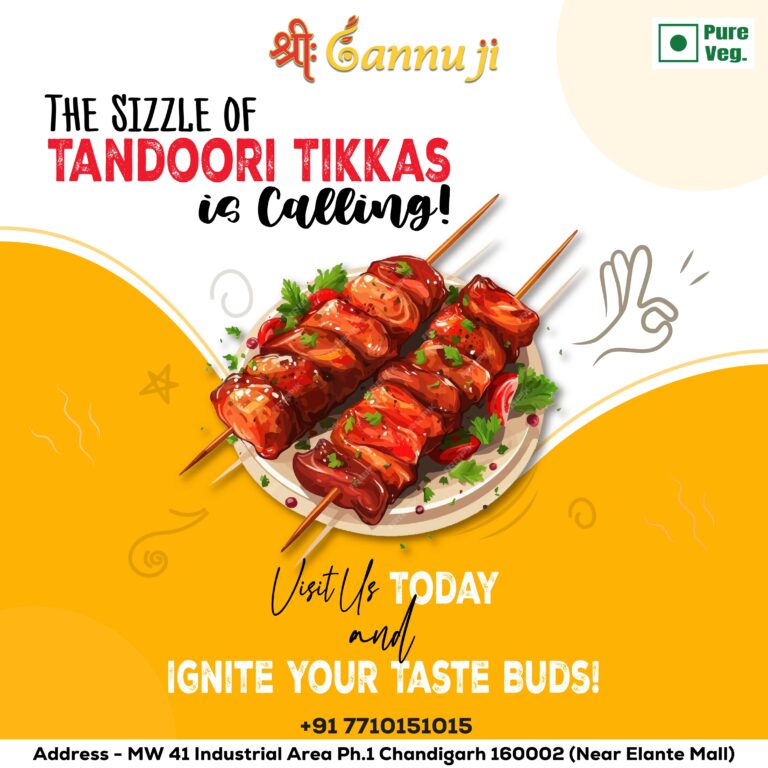 श्रीः Gannu ji
Pure
Veg.
THE SIZZLE OF
TANDOORI TIKKAS
is Calling!
Visit Us TODAY
and
IGNITE YOUR TASTE BUDS!
+91 7710151015
Address - MW 41 Industrial Area Ph.1 Chandigarh 160002 (Near Elante Mall)